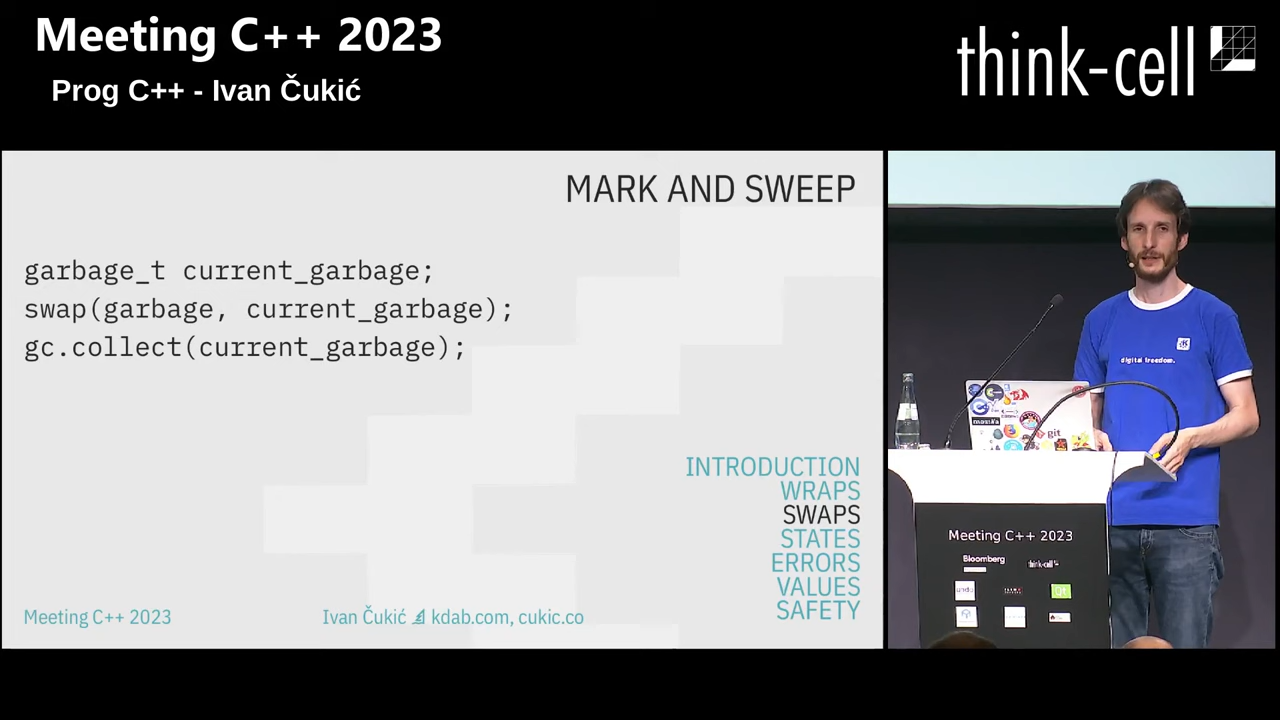 Meeting C++ 2023
Prog C++ - Ivan Čukić
think-cell
MARK AND SWEEP
garbage_t current_garbage;
swap(garbage, current_garbage);
gc.collect(current_garbage);
INTRODUCTION
WRAPS
SWAPS
STATES
ERRORS
VALUES
SAFETY
Meeting C++ 2023
Ivan Čukić kdab.com, cukic.co
digital freedom.
git
Meeting C++ 2023
Bloomberg
think-cell